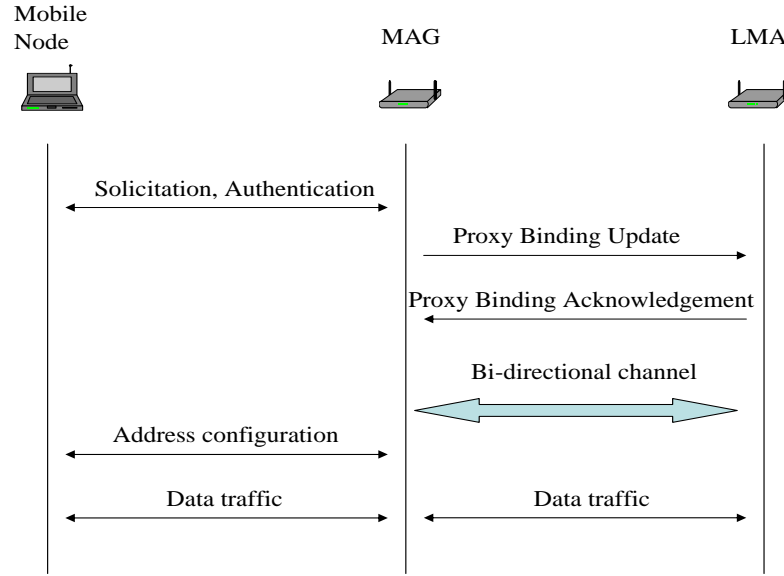 Mobile
Node
MAG
LMA
Solicitation, Authentication
Proxy Binding Update
Proxy Binding Acknowledgement
Bi-directional channel
Address configuration
Data traffic
Data traffic